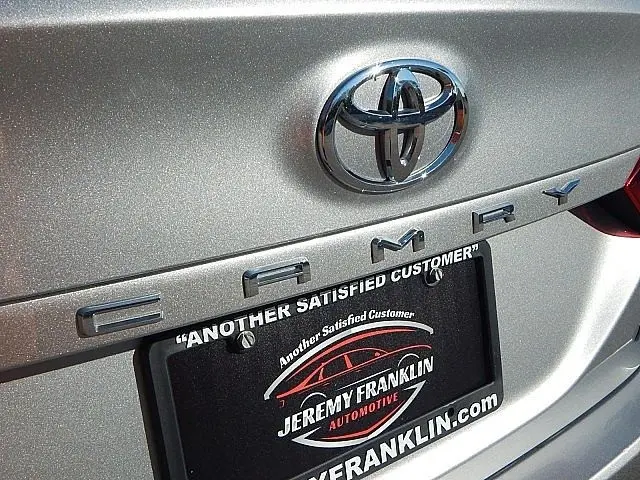 CAMRY
"ANOTHER SATISFIED CUSTOMER"
Another Satisfied Customer
JEREMY FRANKLIN
AUTOMOTIVE
YFRANKLIN.com